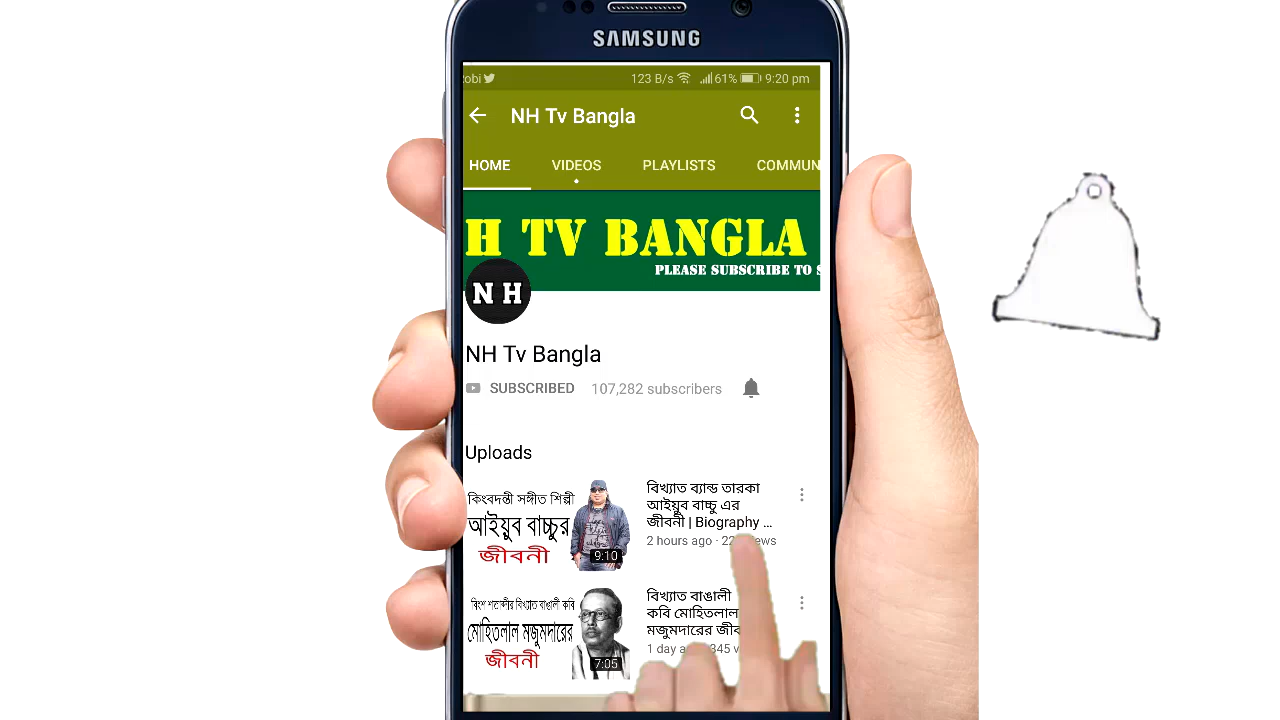 SAMSUNG
obi 123 B/s 61% 9:20 pm
NH Tv Bangla
HOME VIDEOS PLAYLISTS COMMUN
H TV BANGLA
PLEASE SUBSCRIBE TO S
N H
NH Tv Bangla
SUBSCRIBED 107,282 subscribers
Uploads
কিংবদন্তী সঙ্গীত শিল্পী
আইয়ুব বাচ্চুর
জীবনী
9:10
বিখ্যাত ব্যান্ড তারকা
আইয়ুব বাচ্চু এর
জীবনী | Biography ...
2 hours ago
বিংশ শতাব্দীর বিখ্যাত বাঙালী কবি
মোহিতলাল মজুমদারের
জীবনী
7:05
বিখ্যাত বাঙালী
কবি মোহিতলাল
মজুমদারের
1 day